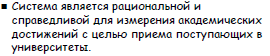 ▪ Система является рациональной и
справедливой для измерения академических
достижений с целью приема поступающих в
университеты.